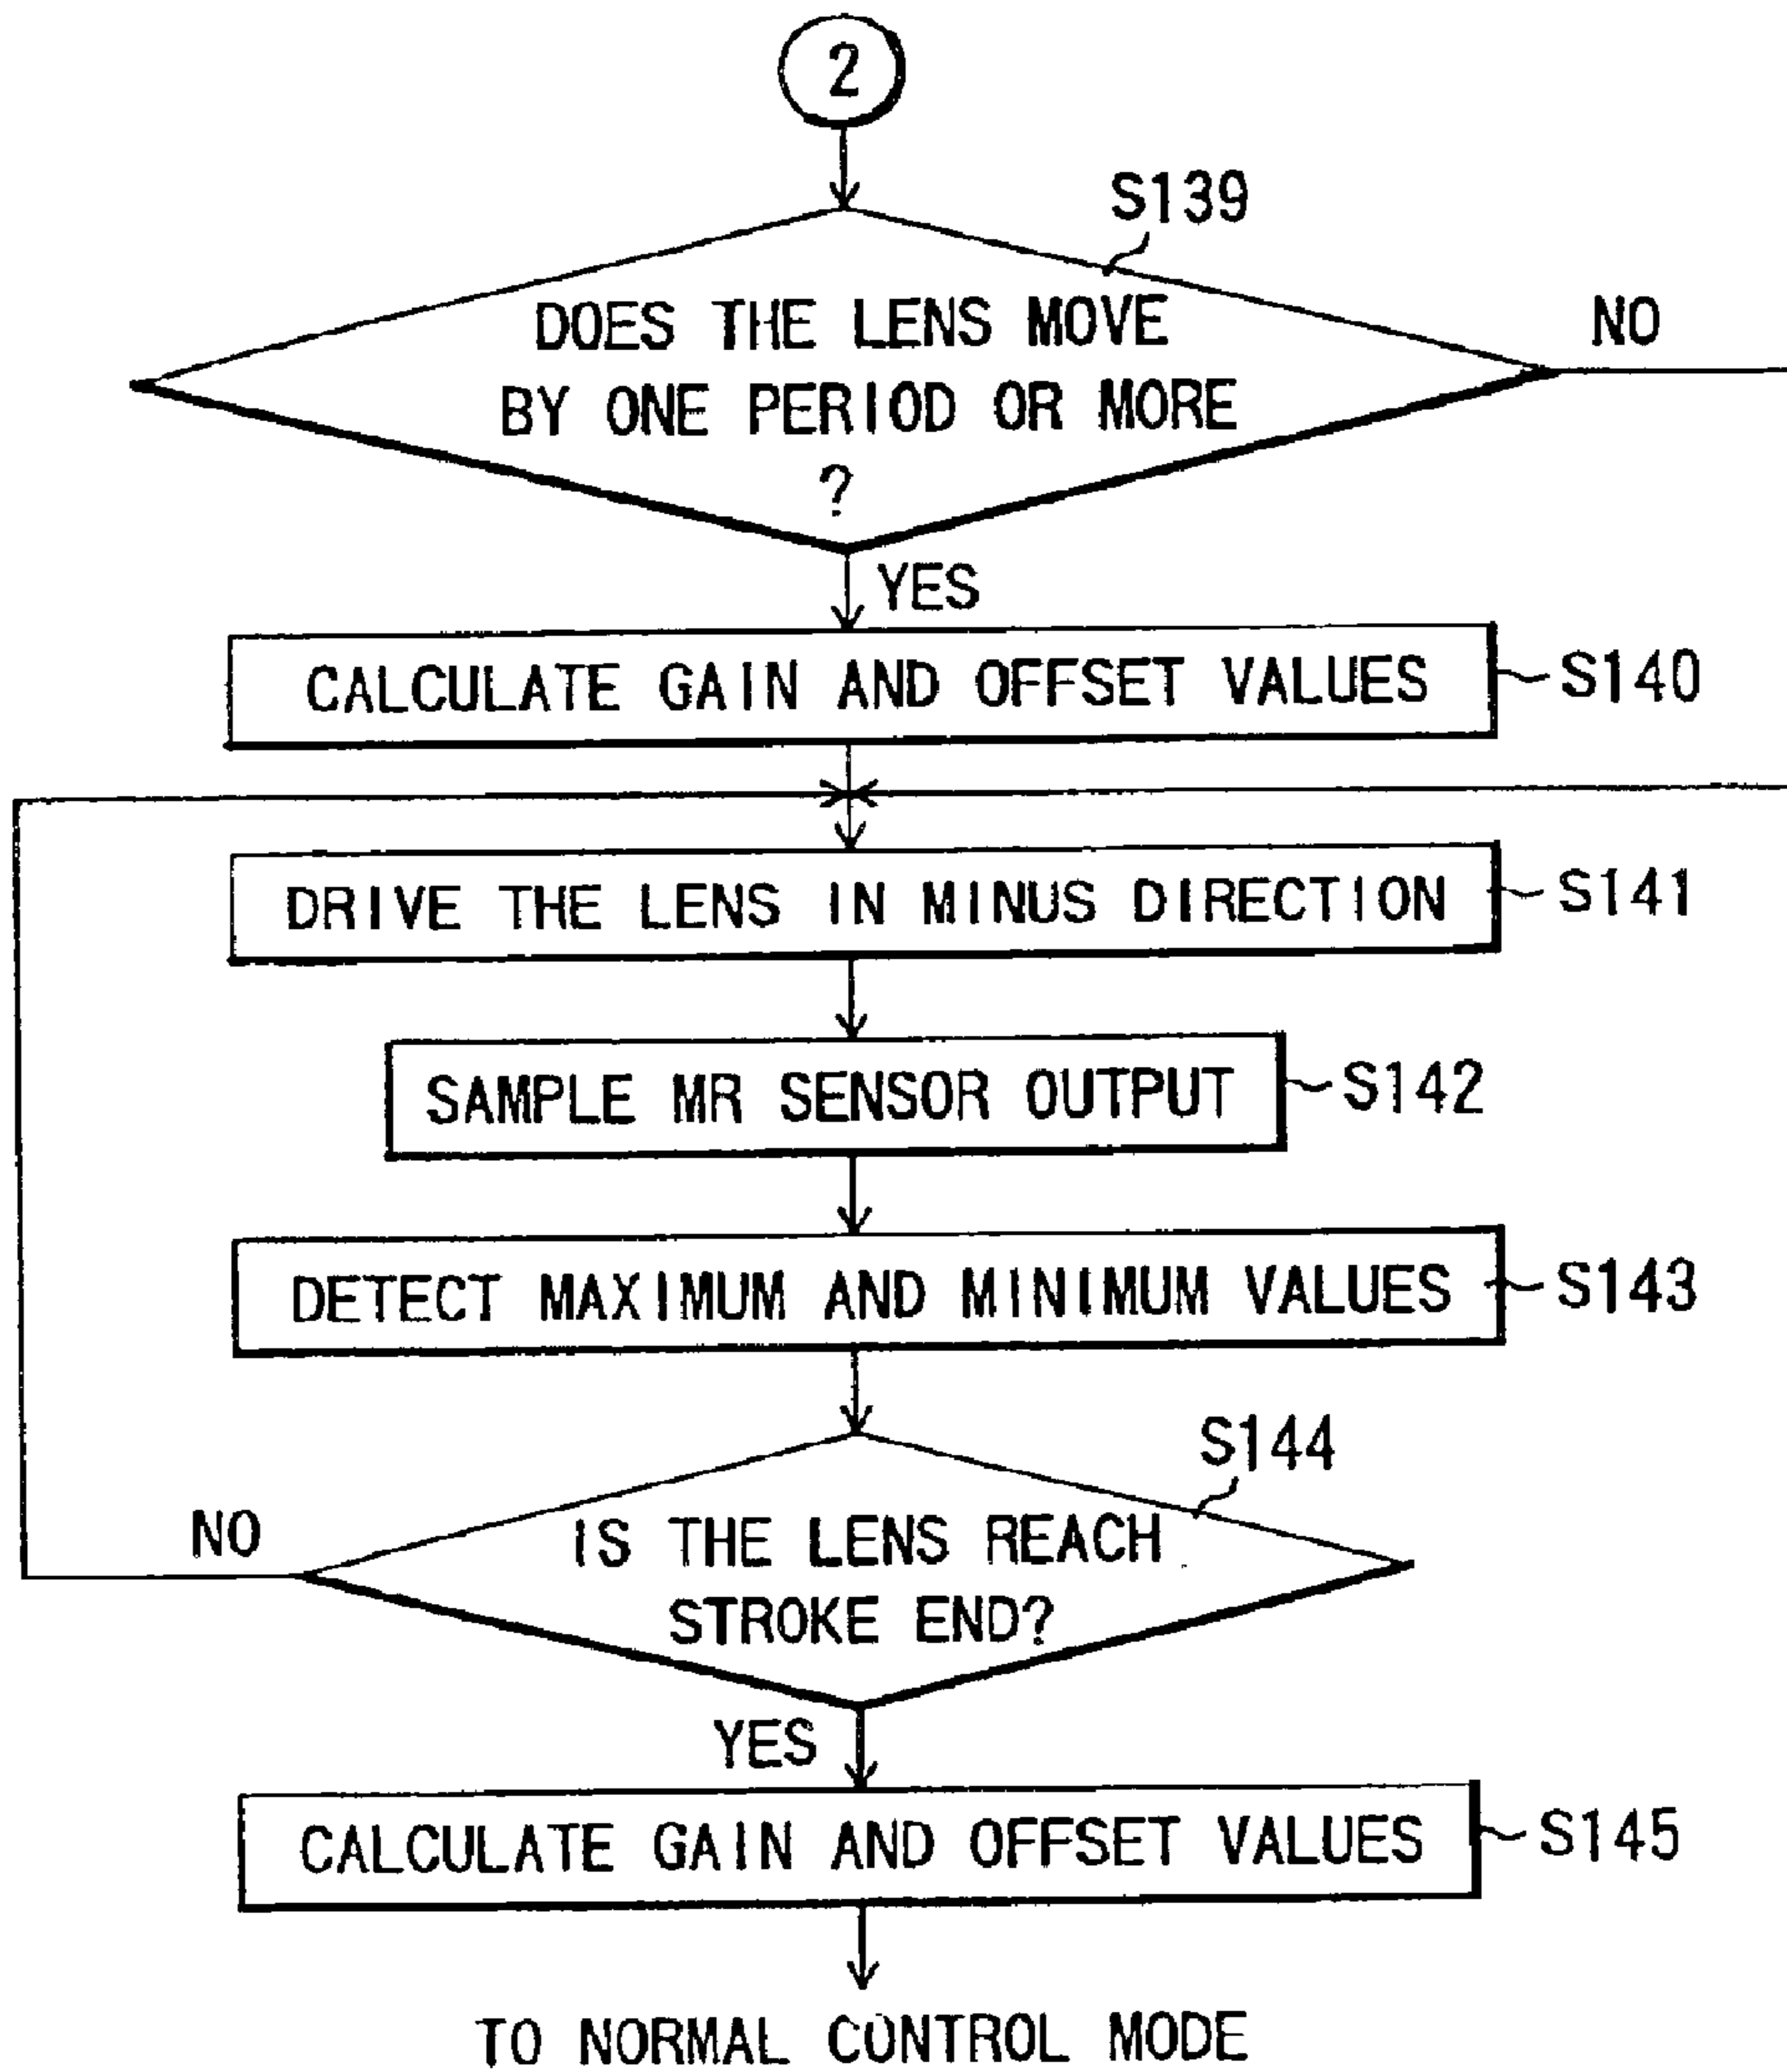 2
S139
DOES THE LENS MOVE
BY ONE PERIOD OR MORE
?
NO
YES
CALCULATE GAIN AND OFFSET VALUES
S140
DRIVE THE LENS IN MINUS DIRECTION
S141
SAMPLE MR SENSOR OUTPUT
S142
DETECT MAXIMUM AND MINIMUM VALUES
S143
S144
NO
IS THE LENS REACH
STROKE END?
YES
CALCULATE GAIN AND OFFSET VALUES
S145
TO NORMAL CONTROL MODE